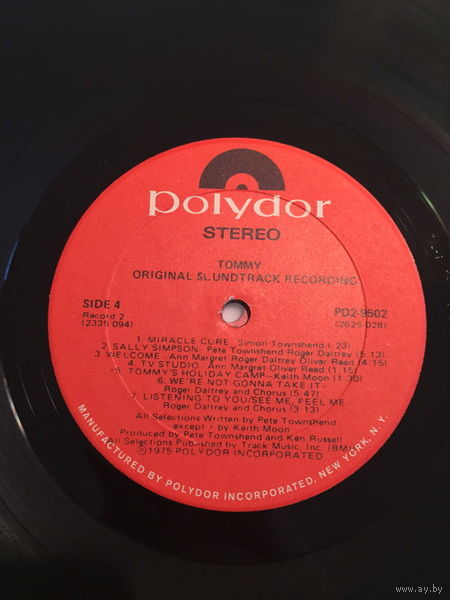 polydor
STEREO
TOMMY
ORIGINAL SOUNDTRACK RECORDING
SIDE 4
Record 2
(2335 094)
PD2-9502
(2625 028)
1. MIRACLE CURE - Simon Townshend (:23)
2. SALLY SIMPSON - Pete Townshend Roger Daltrey (5:13)
3. WELCOME - Ann Margret Roger Daltrey Oliver Reed (4:15)
4. TV STUDIO - Ann Margret Oliver Reed (1:15)
*5. TOMMY'S HOLIDAY CAMP - Keith Moon (1:30)
6. WE'RE NOT GONNA TAKE IT -
Roger Daltrey and Chorus (5:47)
7. LISTENING TO YOU/SEE ME, FEEL ME -
Roger Daltrey and Chorus (3:13)
All Selections Written by Pete Townshend
except * by Keith Moon
Produced by Pete Townshend and Ken Russell
All Selections Published by Track Music, Inc. (BMI)
℗1975 POLYDOR INCORPORATED
MANUFACTURED BY POLYDOR INCORPORATED, NEW YORK, N.Y.
www.ay.by